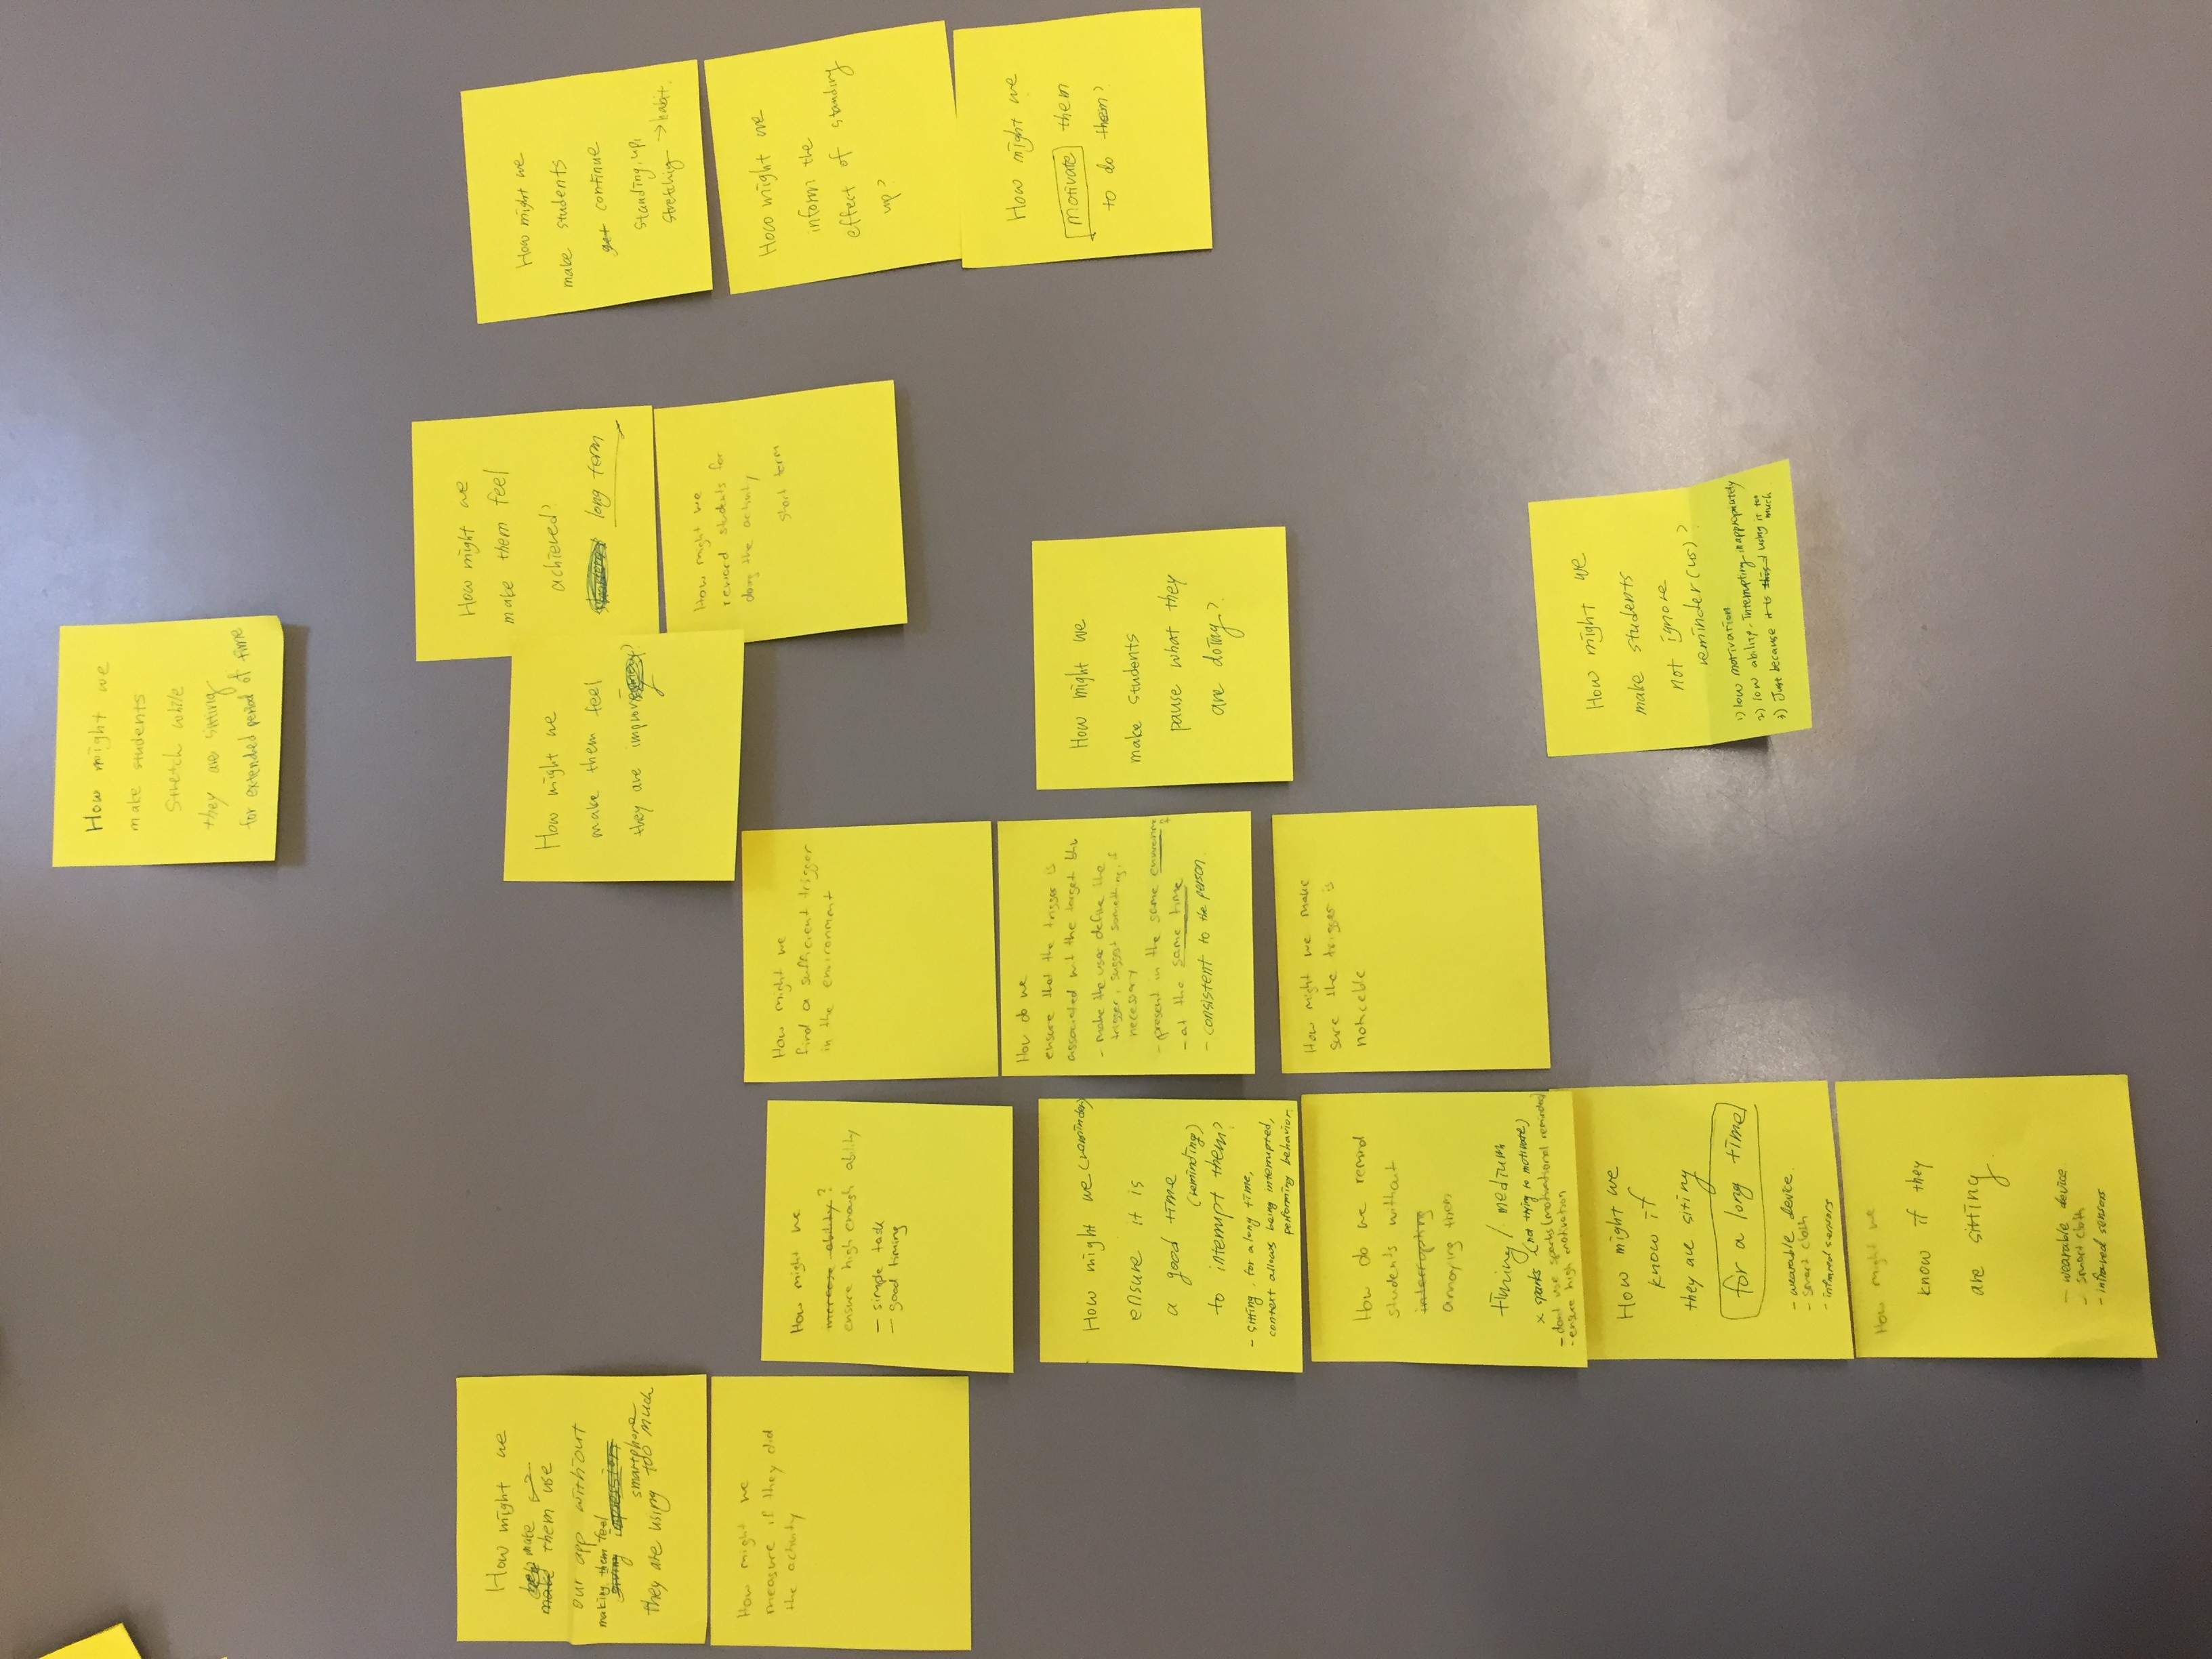 How might we
make students
stretch while
they are sitting
for extended period of time
How might we
make
make them use
our app without
making them feel
giving impression
smartphone
they are using too much
How might we
measure if they did
the activity
How might we
increase ability ?
ensure high enough ability
- simple task
- good timing
How might we (reminder)
ensure it is
a good time
(reminding)
to interrupt them?
- sitting for a long time,
context allows being interrupted,
performing behavior.
How do we remind
students without
interrupting
annoying them
timing / medium
x sparks (not trying to motivate)
- don't use sparks (motivational reminder)
- ensure high motivation
How might we
know if
they are siting
for a long time
- wearable device.
- smart cloth
- infrared sensors
How might we
know if they
are sitting
- wearable device
- smart cloth
- infrared sensors
How might we
find a sufficient trigger
in the environment
How do we
ensure that the trigger is
associated wit the target bhv
- make the user define the
trigger, suggest something, if
necessary
- present in the same
- at the same time
- consistent to the person.
How might we make
sure the trigger is
noticeble
How might we
make them feel
they are improving?
How might we
make them feel
achieved?
long term
How might we
reward students for
doing the activity
short term
How might we
make students
pause what they
are doing?
How might we
make students
not ignore
reminder (us) ?
1) low motivation
2) low ability. Interrupting inappropriately
3) Just because it is this I using it too
much
How might we
make students
get continue
standing up,
stretching → habit.
How might we
inform the
effect of standing
up?
How might we
motivate them
to do them?